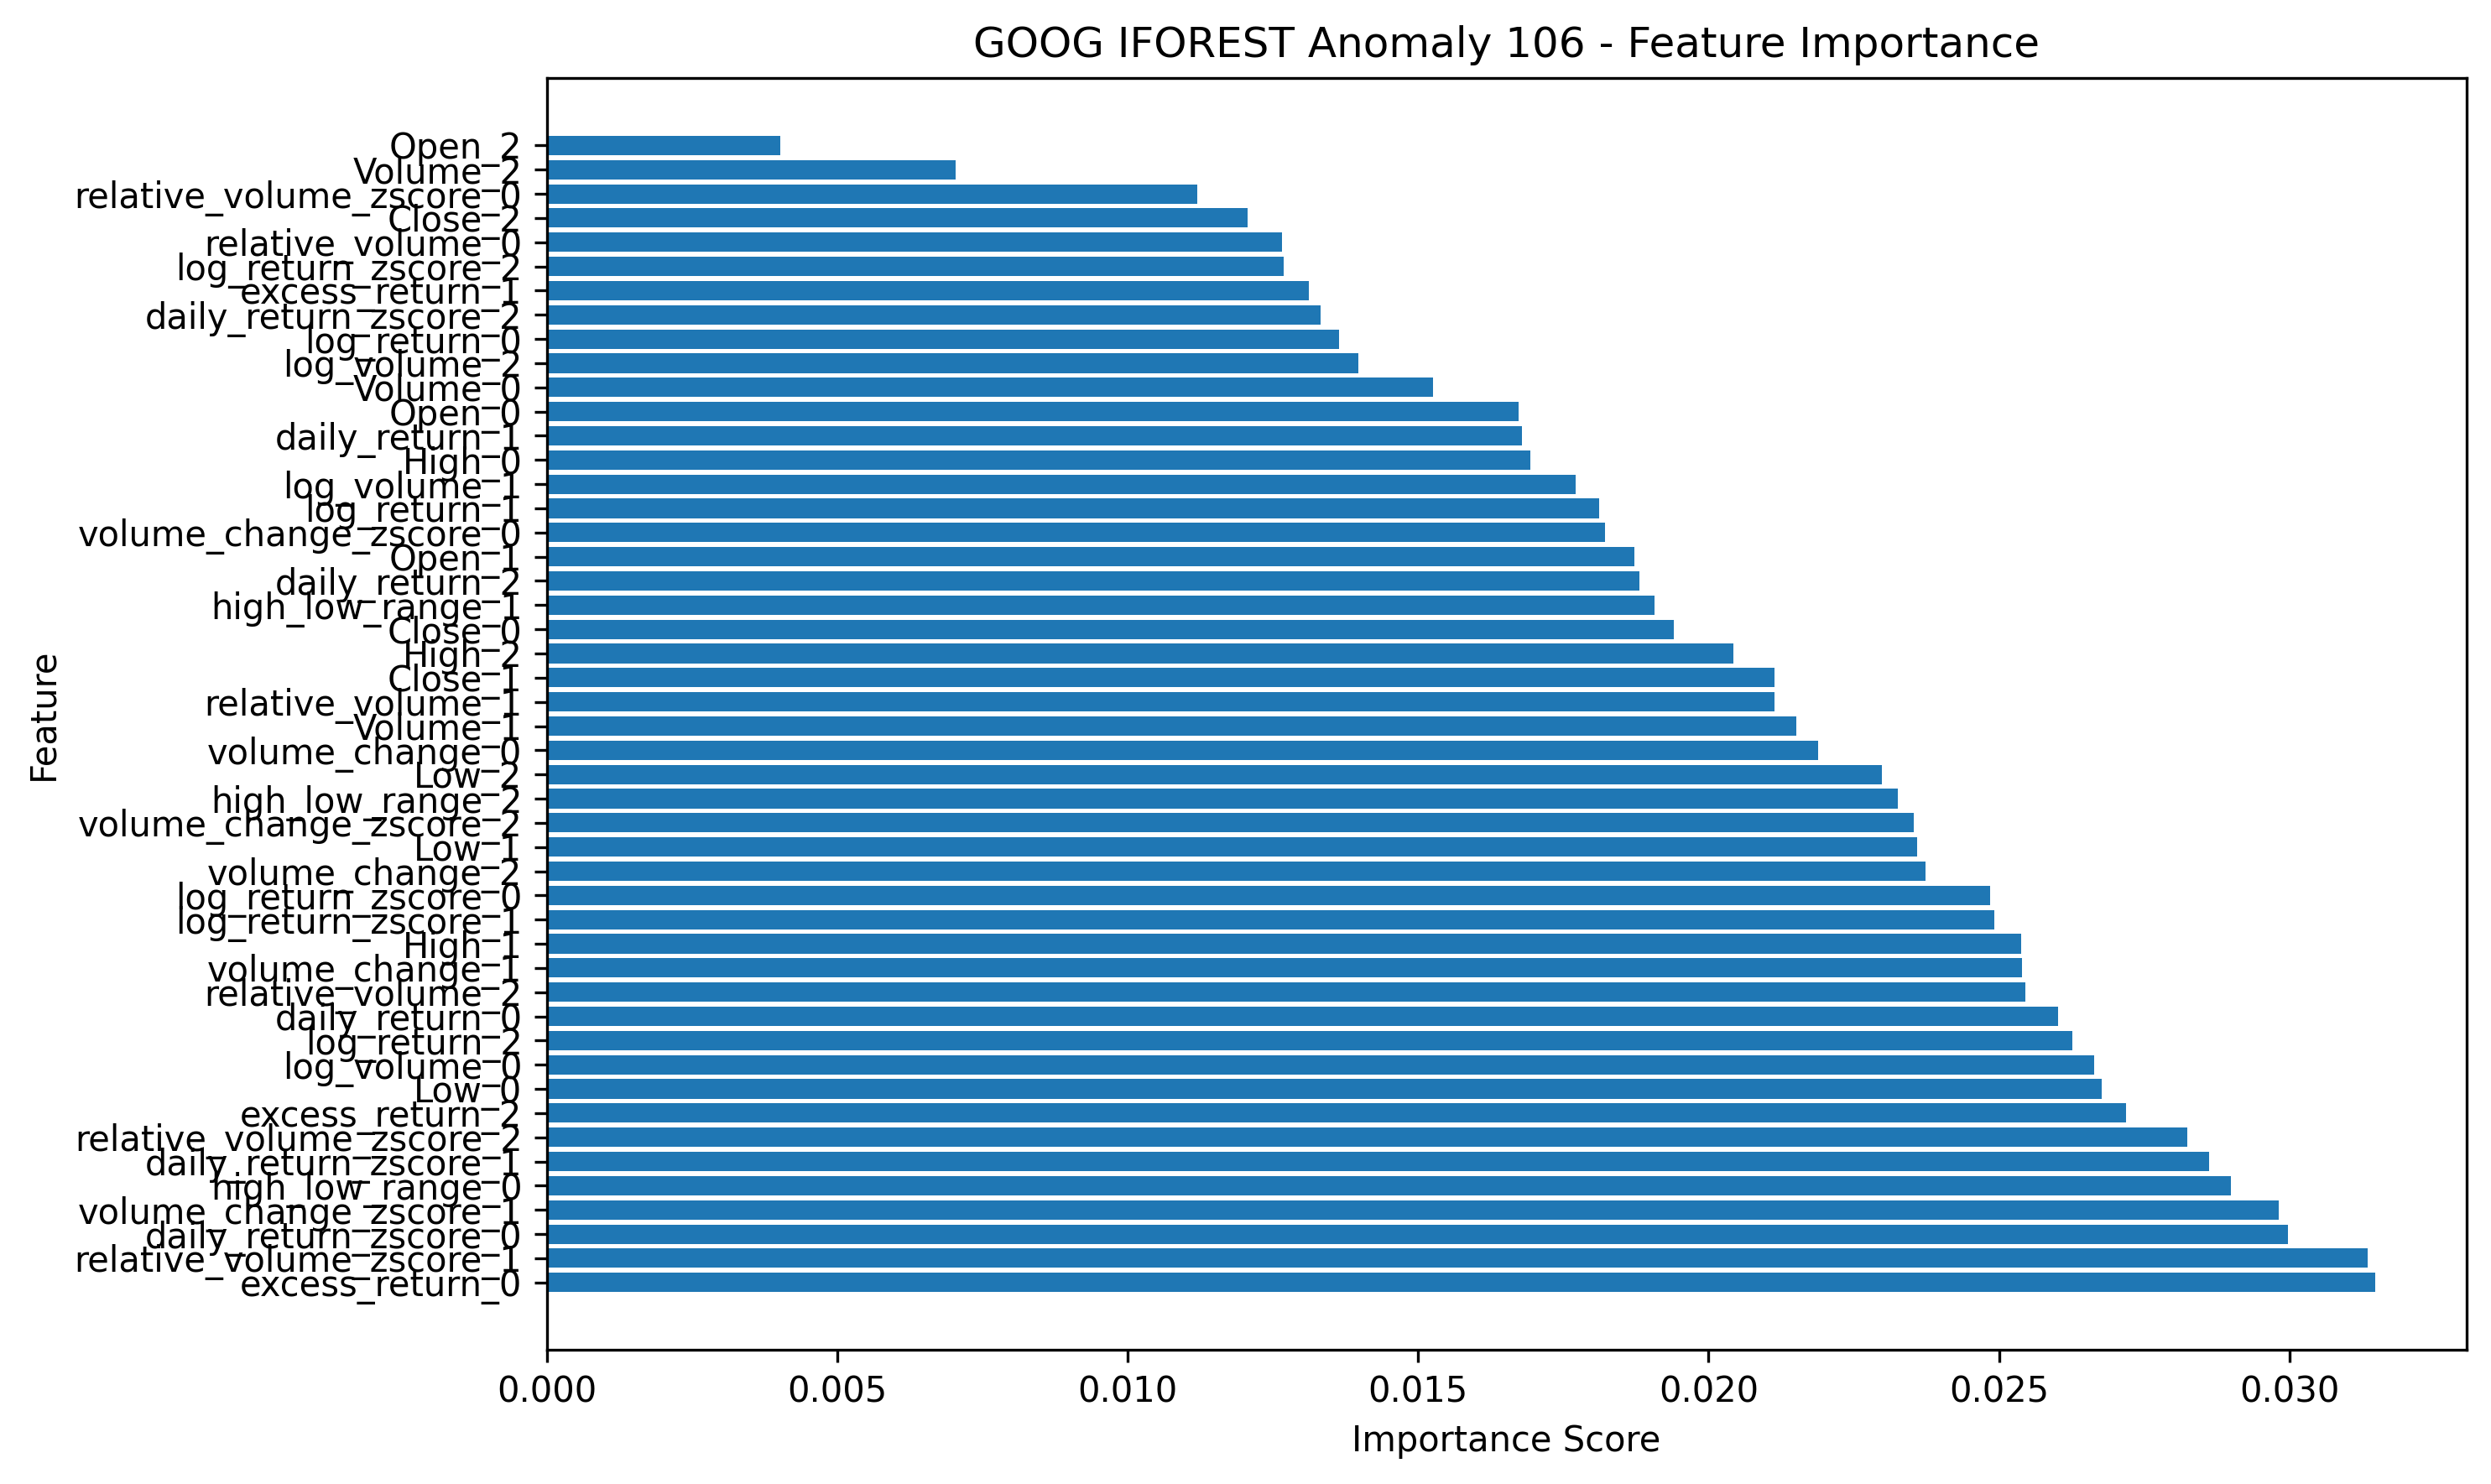 GOOG IFOREST Anomaly 106 - Feature Importance
Feature
Open_2
Volume_2
relative_volume_zscore_0
Close_2
relative_volume_0
log_return_zscore_2
excess_return_1
daily_return_zscore_2
log_return_0
log_volume_2
Volume_0
Open_0
daily_return_1
High_0
log_volume_1
log_return_1
volume_change_zscore_0
Open_1
daily_return_2
high_low_range_1
Close_0
High_2
Close_1
relative_volume_1
Volume_1
volume_change_0
Low_2
high_low_range_2
volume_change_zscore_2
Low_1
volume_change_2
log_return_zscore_0
log_return_zscore_1
High_1
volume_change_1
relative_volume_2
daily_return_0
log_return_2
log_volume_0
Low_0
excess_return_2
relative_volume_zscore_2
daily_return_zscore_1
high_low_range_0
volume_change_zscore_1
daily_return_zscore_0
relative_volume_zscore_1
excess_return_0
0.000 0.005 0.010 0.015 0.020 0.025 0.030
Importance Score